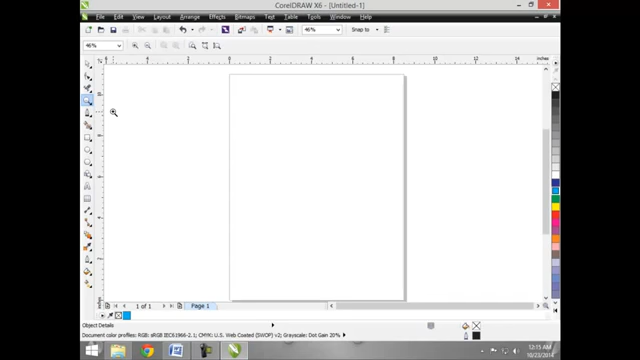 CorelDRAW X6 - [Untitled-1]
File Edit View Layout Arrange Effects Bitmaps Text Table Tools Window Help
46% Snap to
46%
inches
1 of 1 Page 1
Object Details
Document color profiles: RGB: sRGB IEC61966-2.1; CMYK: U.S. Web Coated (SWOP) v2; Grayscale: Dot Gain 20%
12:15 AM
10/23/2014